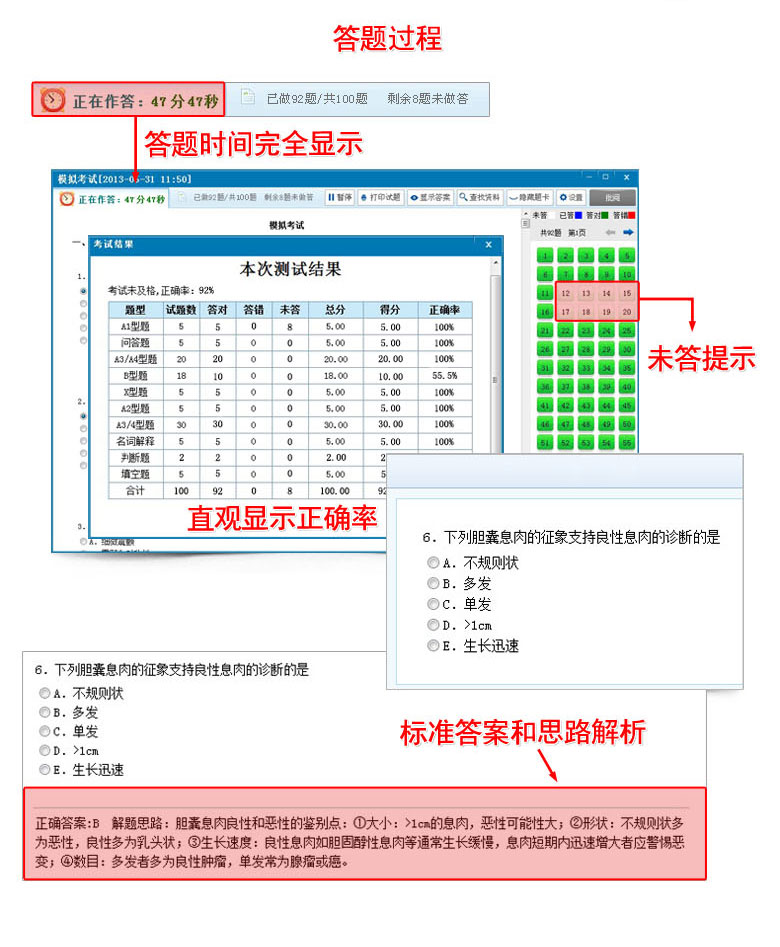 答题过程
正在作答：47分47秒 已做92题/共100题 剩余8题未做答
答题时间完全显示
模拟考试[2013-05-31 11:50]
正在作答：47分47秒 已做92题/共100题 剩余8题未做答 暂停 打印试题 显示答案 查找资料 隐藏题卡 设置
未答 已答 答对 答错
共92题 第1页
模拟考试
一、
考试结果 X
本次测试结果
考试未及格,正确率：92%
题型 试题数 答对 答错 未答 总分 得分 正确率
A1型题 5 5 0 8 5.00 5.00 100%
问答题 5 5 0 0 5.00 5.00 100%
A3/A4型题 20 20 0 0 20.00 20.00 100%
B型题 18 10 0 0 18.00 10.00 55.5%
X型题 5 5 0 0 5.00 5.00 100%
A2型题 5 5 0 0 5.00 5.00 100%
A3/4型题 30 30 0 0 30.00 30.00 100%
名词解释 5 5 0 0 5.00 5.00 100%
判断题 2 2 0 0 2.00 2
填空题 5 5 0 0 5.00 5
合计 100 92 0 8 100.00 92
直观显示正确率
1.
2.
3.
1 2 3 4 5
6 7 8 9 10
11 12 13 14 15
16 17 18 19 20
21 22 23 24 25
26 27 28 29 30
31 32 33 34 35
36 37 38 39 40
41 42 43 44 45
46 47 48 49 50
51 52 53 54 55
未答提示
6. 下列胆囊息肉的征象支持良性息肉的诊断的是
A. 不规则状
B. 多发
C. 单发
D. >1cm
E. 生长迅速
6. 下列胆囊息肉的征象支持良性息肉的诊断的是
A. 不规则状
B. 多发
C. 单发
D. >1cm
E. 生长迅速
标准答案和思路解析
正确答案:B 解题思路：胆囊息肉良性和恶性的鉴别点：①大小：>1cm的息肉，恶性可能性大；②形状：不规则状多
为恶性，良性多为乳头状；③生长速度：良性息肉如胆固醇性息肉等通常生长缓慢，息肉短期内迅速增大者应警惕恶
变；④数目：多发者多为良性肿瘤，单发常为腺瘤或癌。